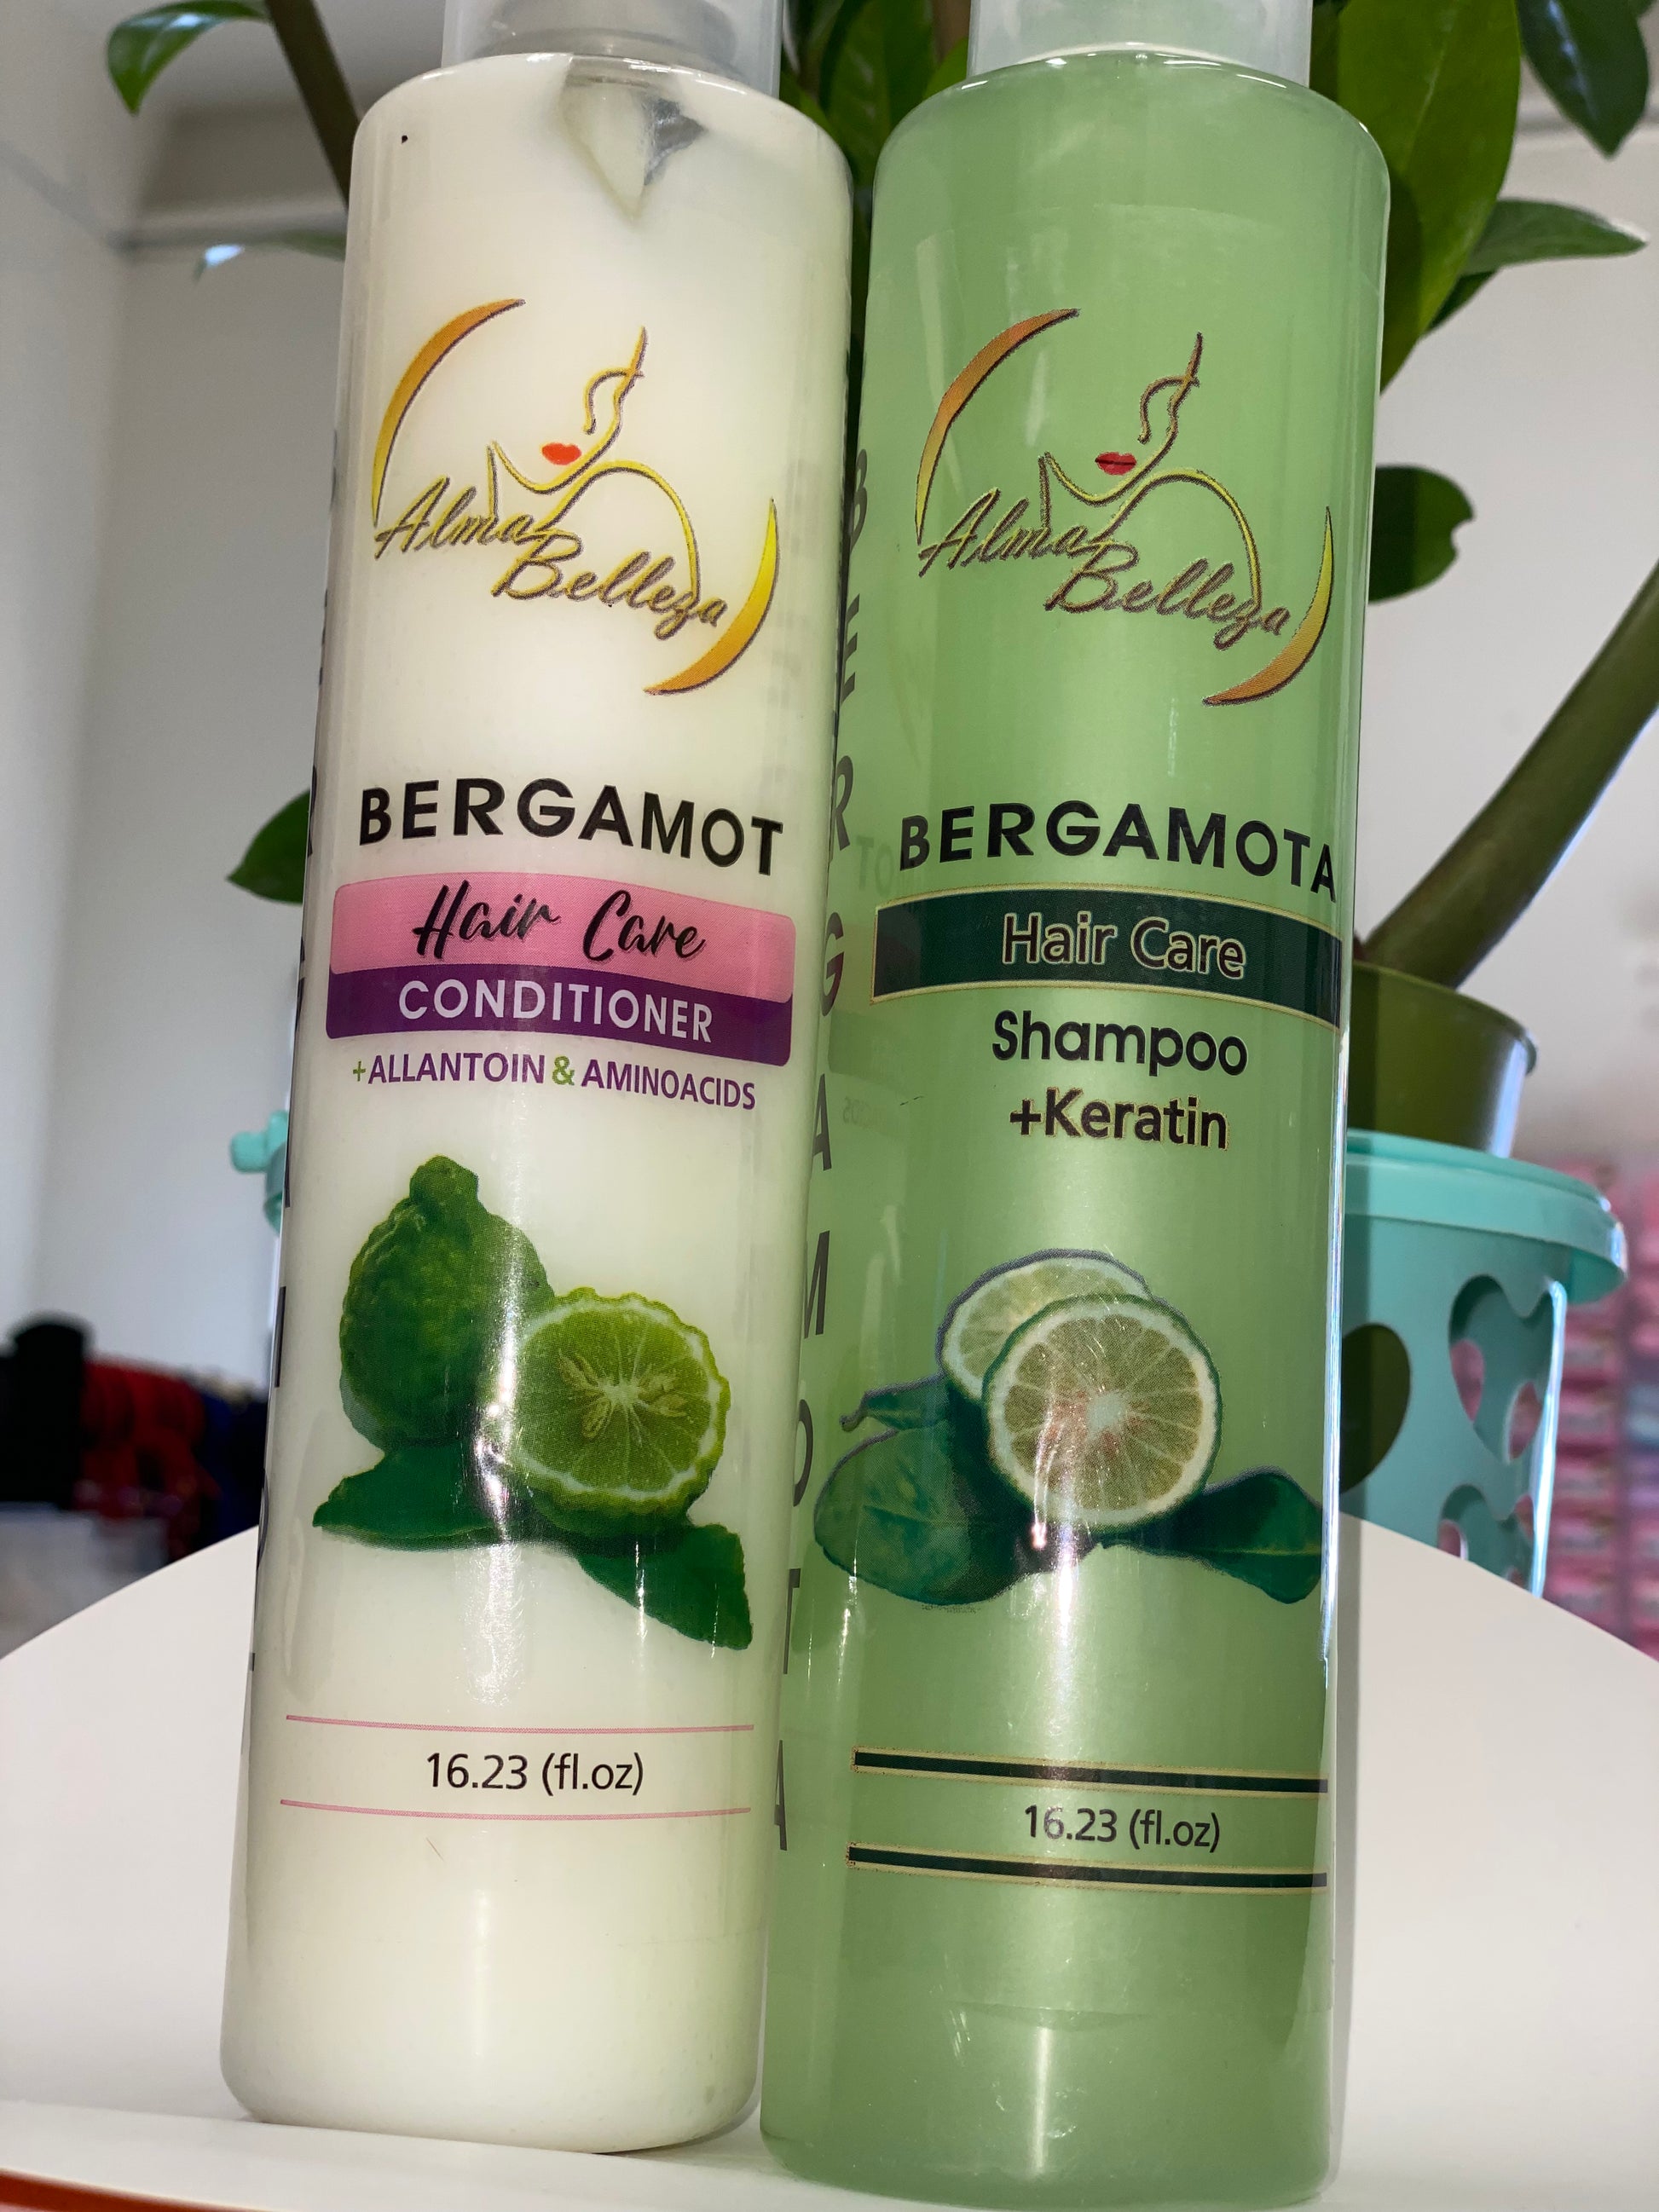 Alma
Belleza
BERGAMOT
Hair Care
CONDITIONER
+ALLANTOIN & AMINOACIDS
16.23 (fl.oz)
BERGAMOTA
Alma
Belleza
BERGAMOTA
Hair Care
Shampoo
+Keratin
16.23 (fl.oz)